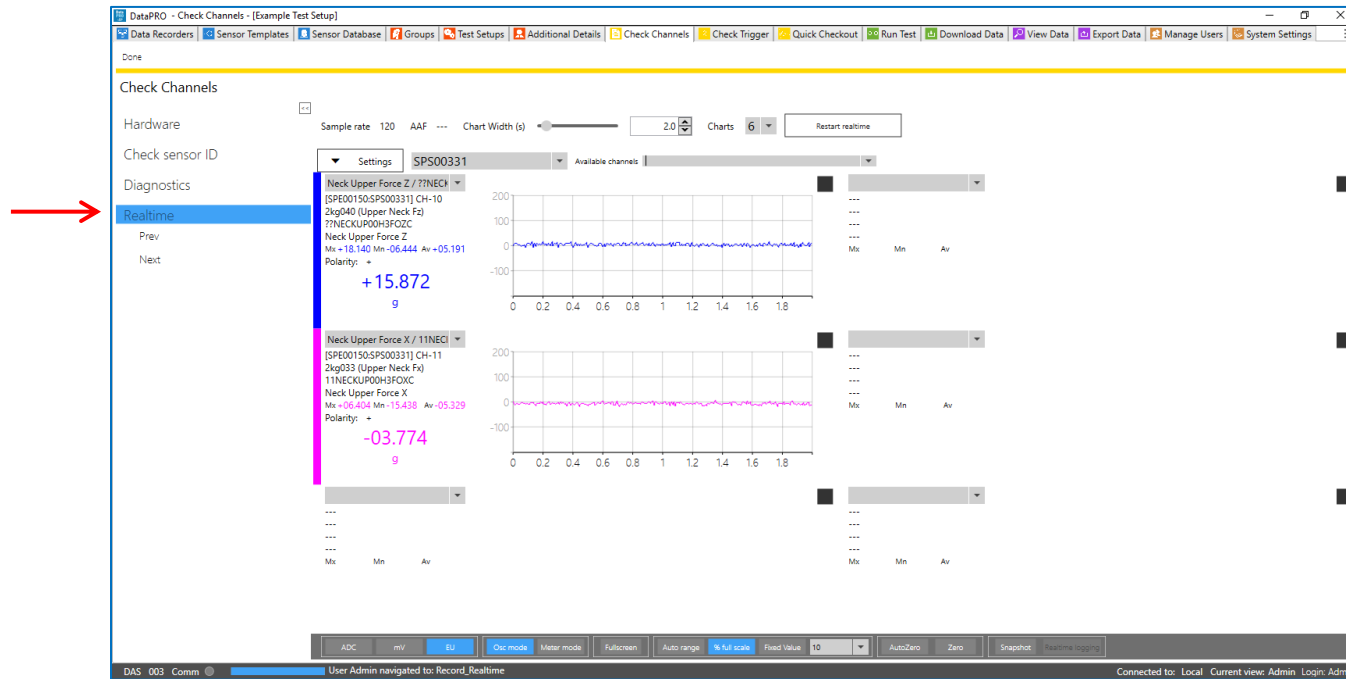 DataPRO - Check Channels - [Example Test Setup]
Data Recorders Sensor Templates Sensor Database Groups Test Setups Additional Details Check Channels Check Trigger Quick Checkout Run Test Download Data View Data Export Data Manage Users System Settings
Done
Check Channels
<<
Hardware
Check sensor ID
Diagnostics
Realtime
Prev
Next
Sample rate 120 AAF --- Chart Width (s) 2.0 Charts 6 Restart realtime
Settings SPS00331 Available channels
Neck Upper Force Z / ??NECK
[SPE00150:SPS00331] CH-10
2kg040 (Upper Neck Fz)
??NECKUP00H3FOZC
Neck Upper Force Z
Mx +18.140 Mn -06.444 Av +05.191
Polarity: +
+15.872
g
200
100
0
-100
0 0.2 0.4 0.6 0.8 1 1.2 1.4 1.6 1.8
---
---
---
---
Mx Mn Av
Neck Upper Force X / 11NECI
[SPE00150:SPS00331] CH-11
2kg033 (Upper Neck Fx)
11NECKUP00H3FOXC
Neck Upper Force X
Mx +06.404 Mn -15.438 Av -05.329
Polarity: +
-03.774
g
200
100
0
-100
0 0.2 0.4 0.6 0.8 1 1.2 1.4 1.6 1.8
---
---
---
---
Mx Mn Av
---
---
---
---
Mx Mn Av
---
---
---
---
Mx Mn Av
ADC mV EU Osc mode Meter mode Fullscreen Auto range % full scale Fixed Value 10 AutoZero Zero Snapshot Realtime logging
DAS 003 Comm User Admin navigated to: Record_Realtime Connected to: Local Current view: Admin Login: Adm